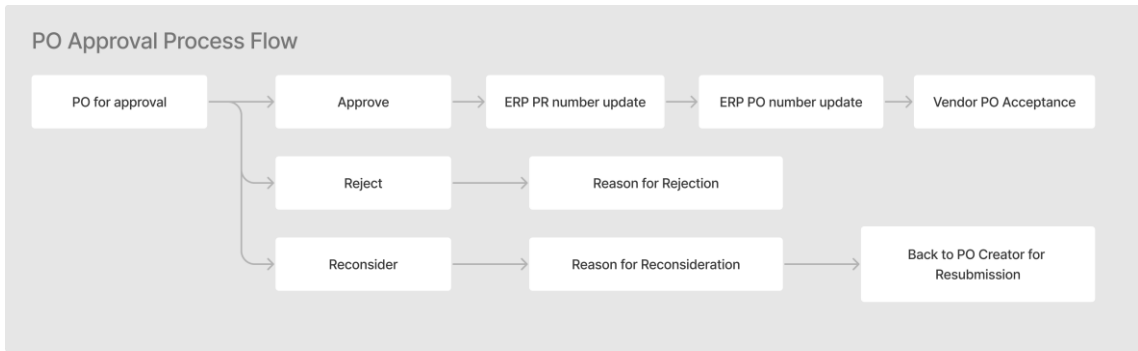 PO Approval Process Flow
PO for approval
Approve
ERP PR number update
ERP PO number update
Vendor PO Acceptance
Reject
Reason for Rejection
Reconsider
Reason for Reconsideration
Back to PO Creator for
Resubmission